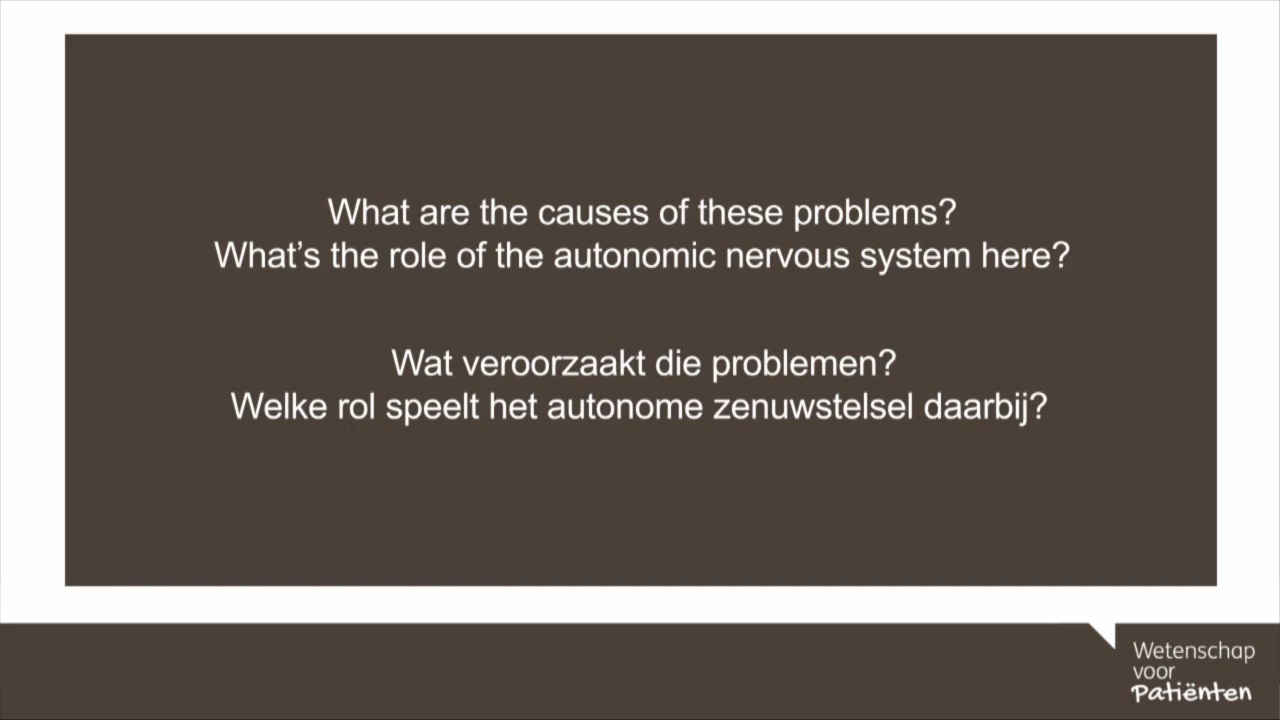 What are the causes of these problems?
What’s the role of the autonomic nervous system here?
Wat veroorzaakt die problemen?
Welke rol speelt het autonome zenuwstelsel daarbij?
Wetenschap
voor
Patiënten